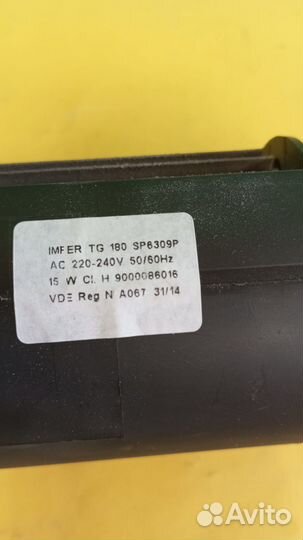 IMFER TG 180 SP6309P
AC 220-240V 50/60Hz
15 W Cl. H 9000086016
VDE Reg N A067 31/14
Avito